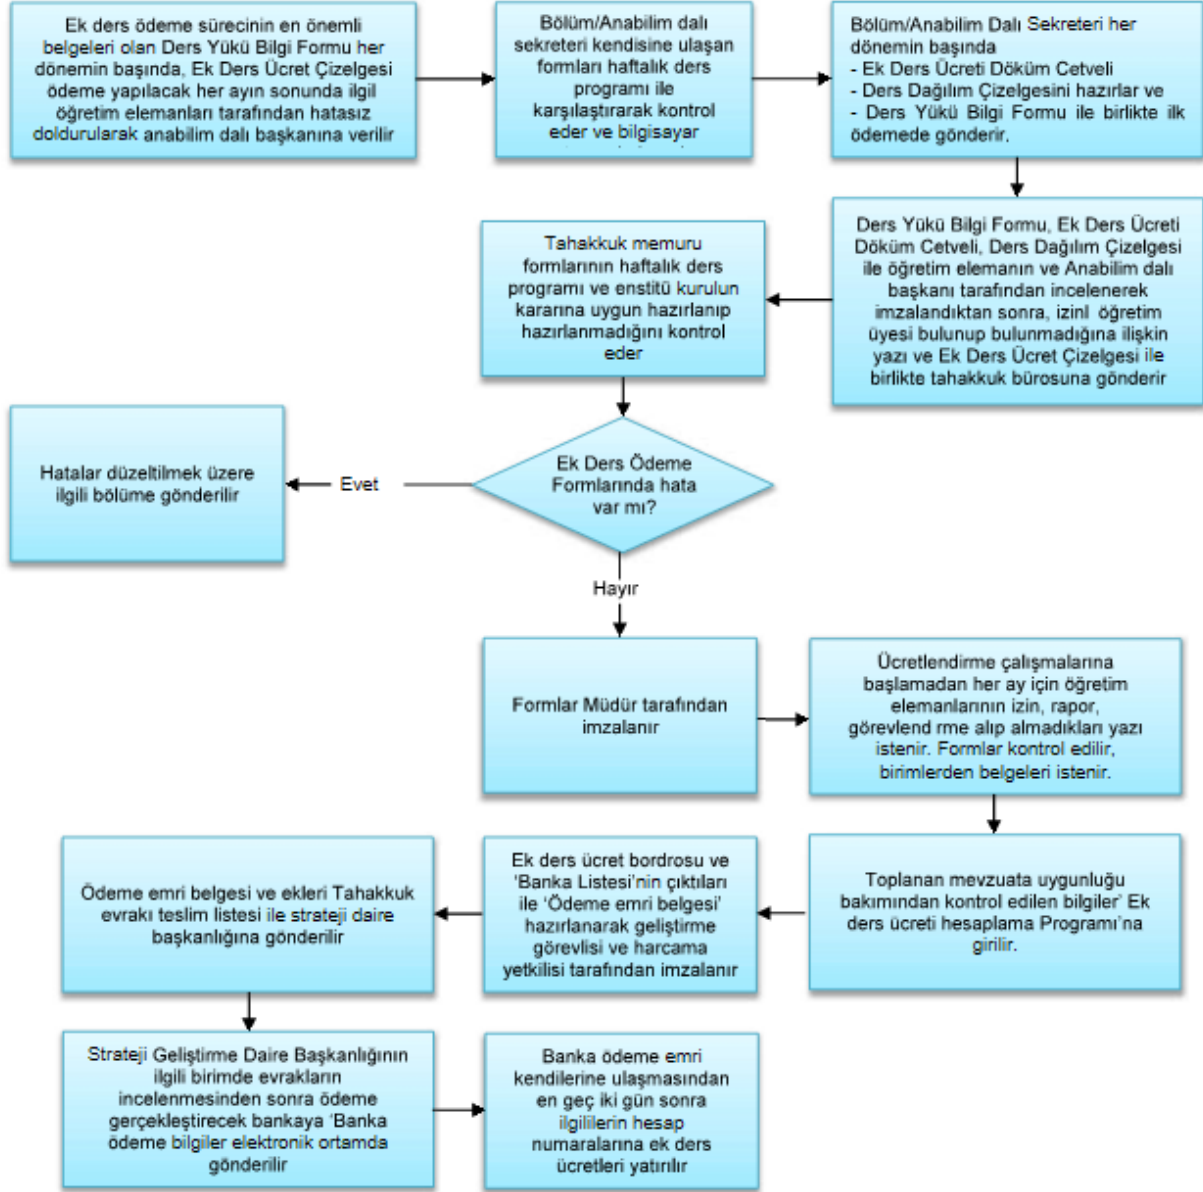 Ek ders ödeme sürecinin en önemli
belgeleri olan Ders Yükü Bilgi Formu her
dönemin başında, Ek Ders Ücret Çizelgesi
ödeme yapılacak her ayın sonunda ilgil
öğretim elemanları tarafından hatasız
doldurularak anabilim dalı başkanına verilir
Bölüm/Anabilim dalı
sekreteri kendisine ulaşan
formları haftalık ders
programı ile
karşılaştırarak kontrol
eder ve bilgisayar
Bölüm/Anabilim Dalı Sekreteri her
dönemin başında
- Ek Ders Ücreti Döküm Cetveli
- Ders Dağılım Çizelgesini hazırlar ve
- Ders Yükü Bilgi Formu ile birlikte ilk
ödemede gönderir.
Ders Yükü Bilgi Formu, Ek Ders Ücreti
Döküm Cetveli, Ders Dağılım Çizelgesi
ile öğretim elemanın ve Anabilim dalı
başkanı tarafından incelenerek
imzalandıktan sonra, izinl öğretim
üyesi bulunup bulunmadığına ilişkin
yazı ve Ek Ders Ücret Çizelgesi ile
birlikte tahakkuk bürosuna gönderir
Tahakkuk memuru
formlarının haftalık ders
programı ve enstitü kurulun
kararına uygun hazırlanıp
hazırlanmadığını kontrol
eder
Ek Ders Ödeme
Formlarında hata
var mı?
Evet
Hatalar düzeltilmek üzere
ilgili bölüme gönderilir
Hayır
Formlar Müdür tarafından
imzalanır
Ücretlendirme çalışmalarına
başlamadan her ay için öğretim
elemanlarının izin, rapor,
görevlend rme alıp almadıkları yazı
istenir. Formlar kontrol edilir,
birimlerden belgeleri istenir.
Toplanan mevzuata uygunluğu
bakımından kontrol edilen bilgiler’ Ek
ders ücreti hesaplama Programı’na
girilir.
Ek ders ücret bordrosu ve
‘Banka Listesi’nin çıktıları
ile ‘Ödeme emri belgesi’
hazırlanarak geliştirme
görevlisi ve harcama
yetkilisi tarafından imzalanır
Ödeme emri belgesi ve ekleri Tahakkuk
evrakı teslim listesi ile strateji daire
başkanlığına gönderilir
Strateji Geliştirme Daire Başkanlığının
ilgili birimde evrakların
incelenmesinden sonra ödeme
gerçekleştirecek bankaya ‘Banka
ödeme bilgiler elektronik ortamda
gönderilir
Banka ödeme emri
kendilerine ulaşmasından
en geç iki gün sonra
ilgililerin hesap
numaralarına ek ders
ücretleri yatırılır